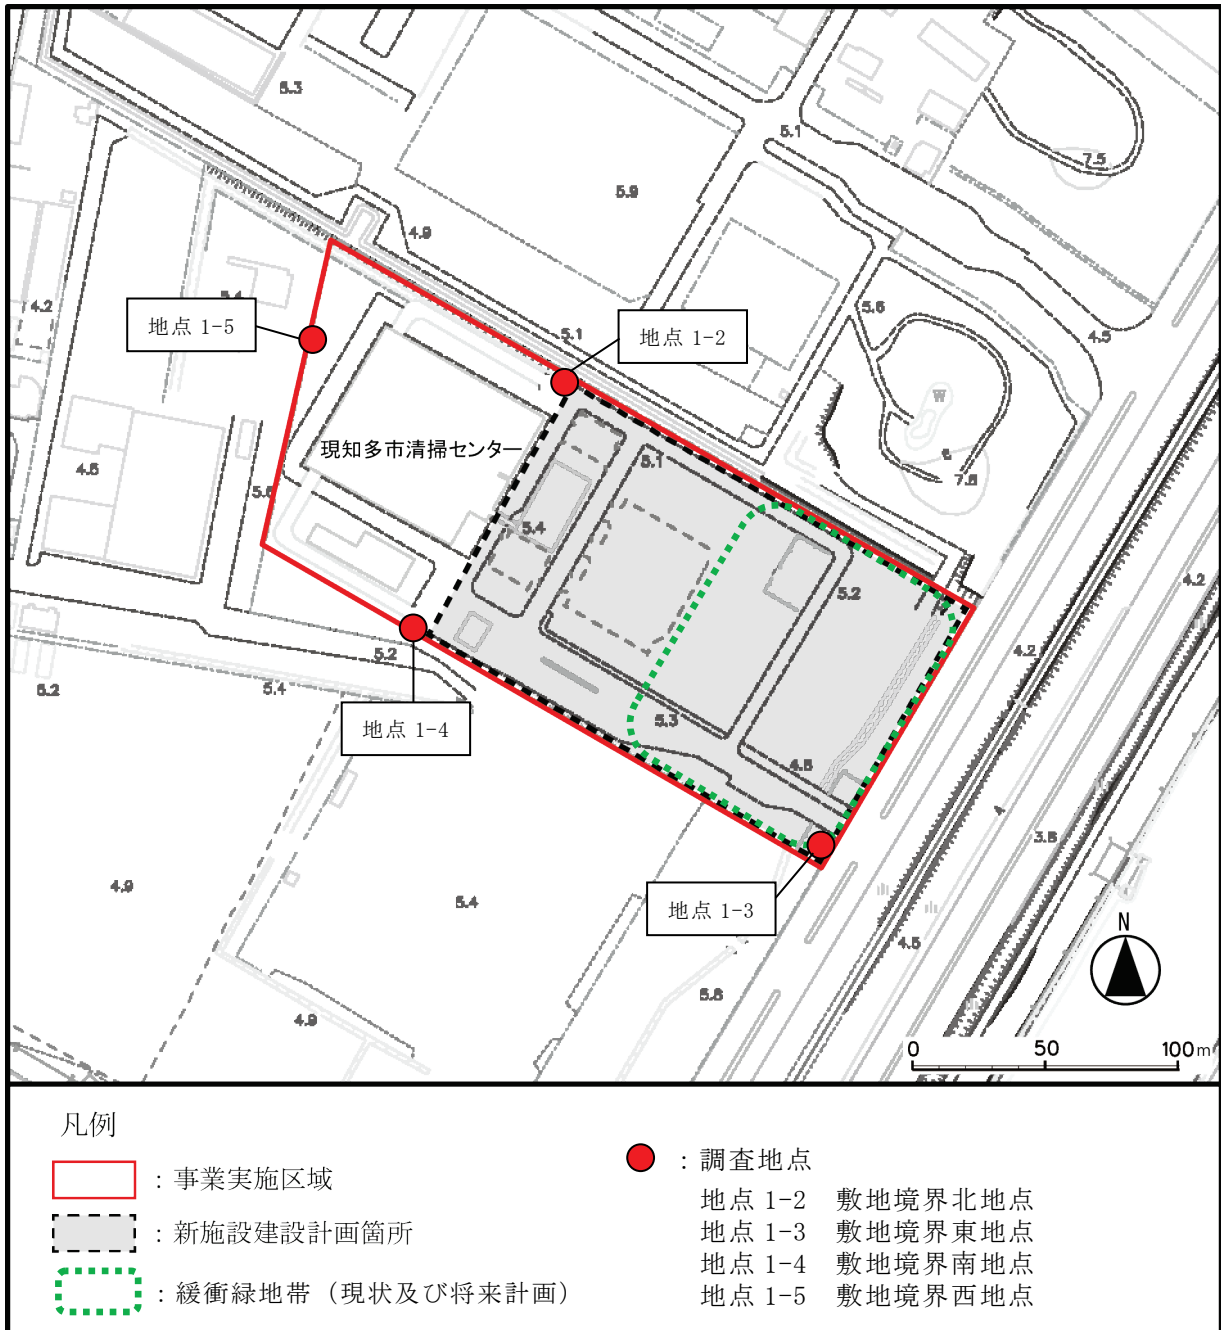 5.3
5.1
7.5
5.9
4.9
5.4
4.2
5.6
4.5
5.1
地点 1-5
地点 1-2
W
現知多市清掃センター
5.1
7.8
4.6
5.6
5.4
5.2
4.2
4.2
5.2
5.2
5.4
地点 1-4
5.3
4.8
3.8
4.9
5.4
地点 1-3
4.5
5.8
4.9
N
0 50 100m
凡例
：事業実施区域
：新施設建設計画箇所
：緩衝緑地帯（現状及び将来計画）
：調査地点
地点 1-2 敷地境界北地点
地点 1-3 敷地境界東地点
地点 1-4 敷地境界南地点
地点 1-5 敷地境界西地点